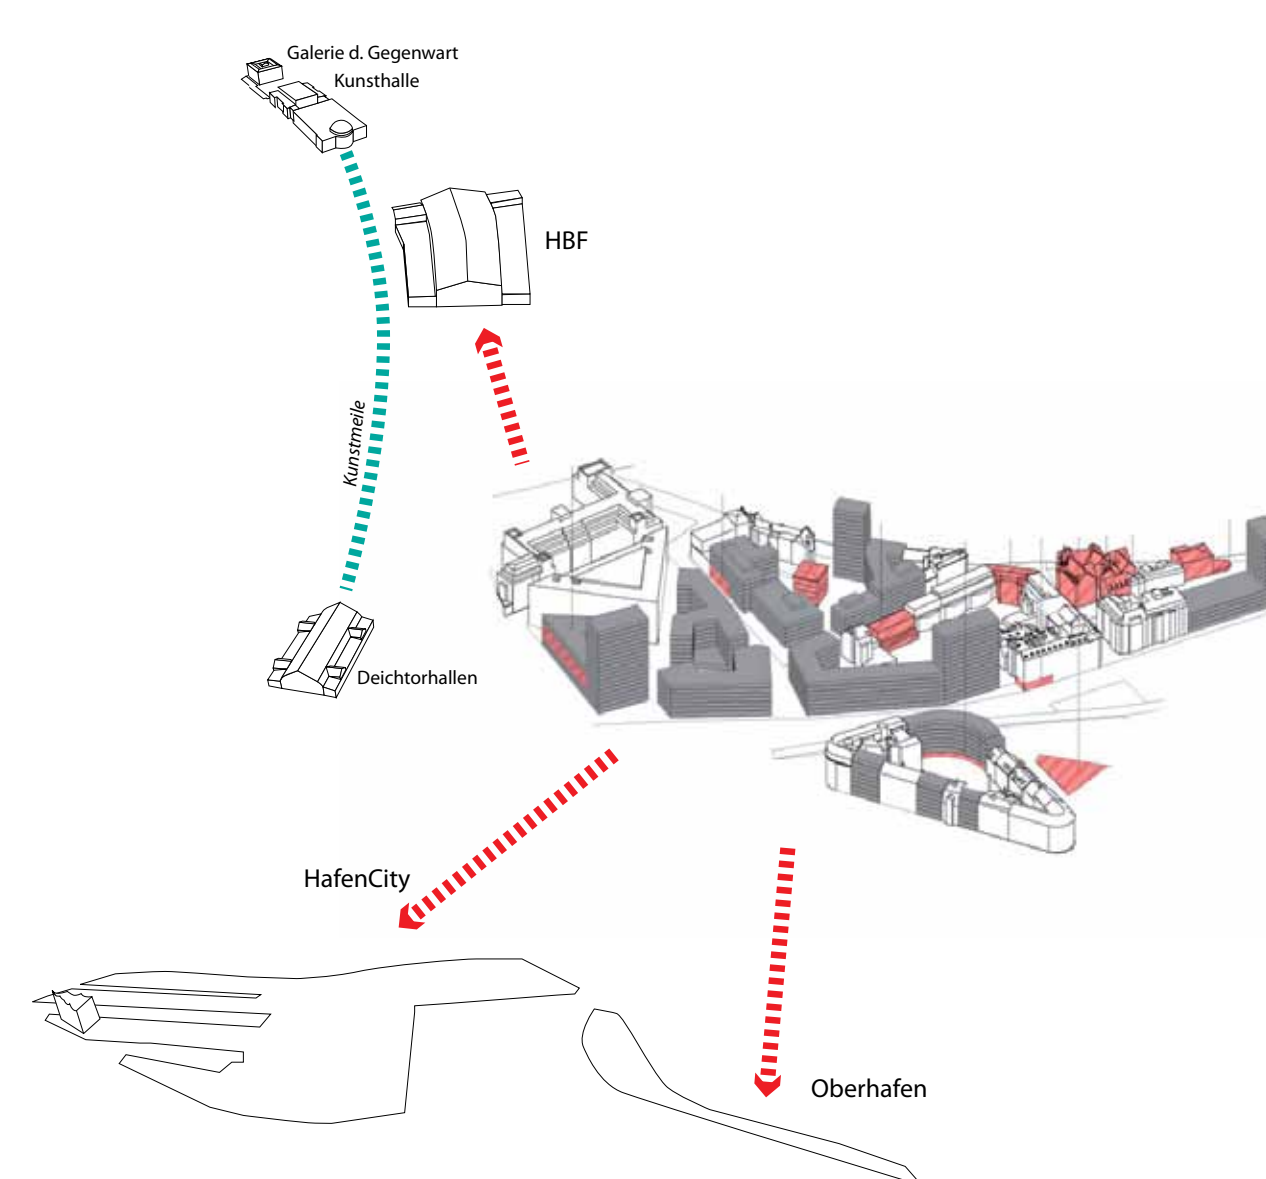 Galerie d. Gegenwart
Kunsthalle
HBF
Kunstmeile
Deichtorhallen
HafenCity
Oberhafen